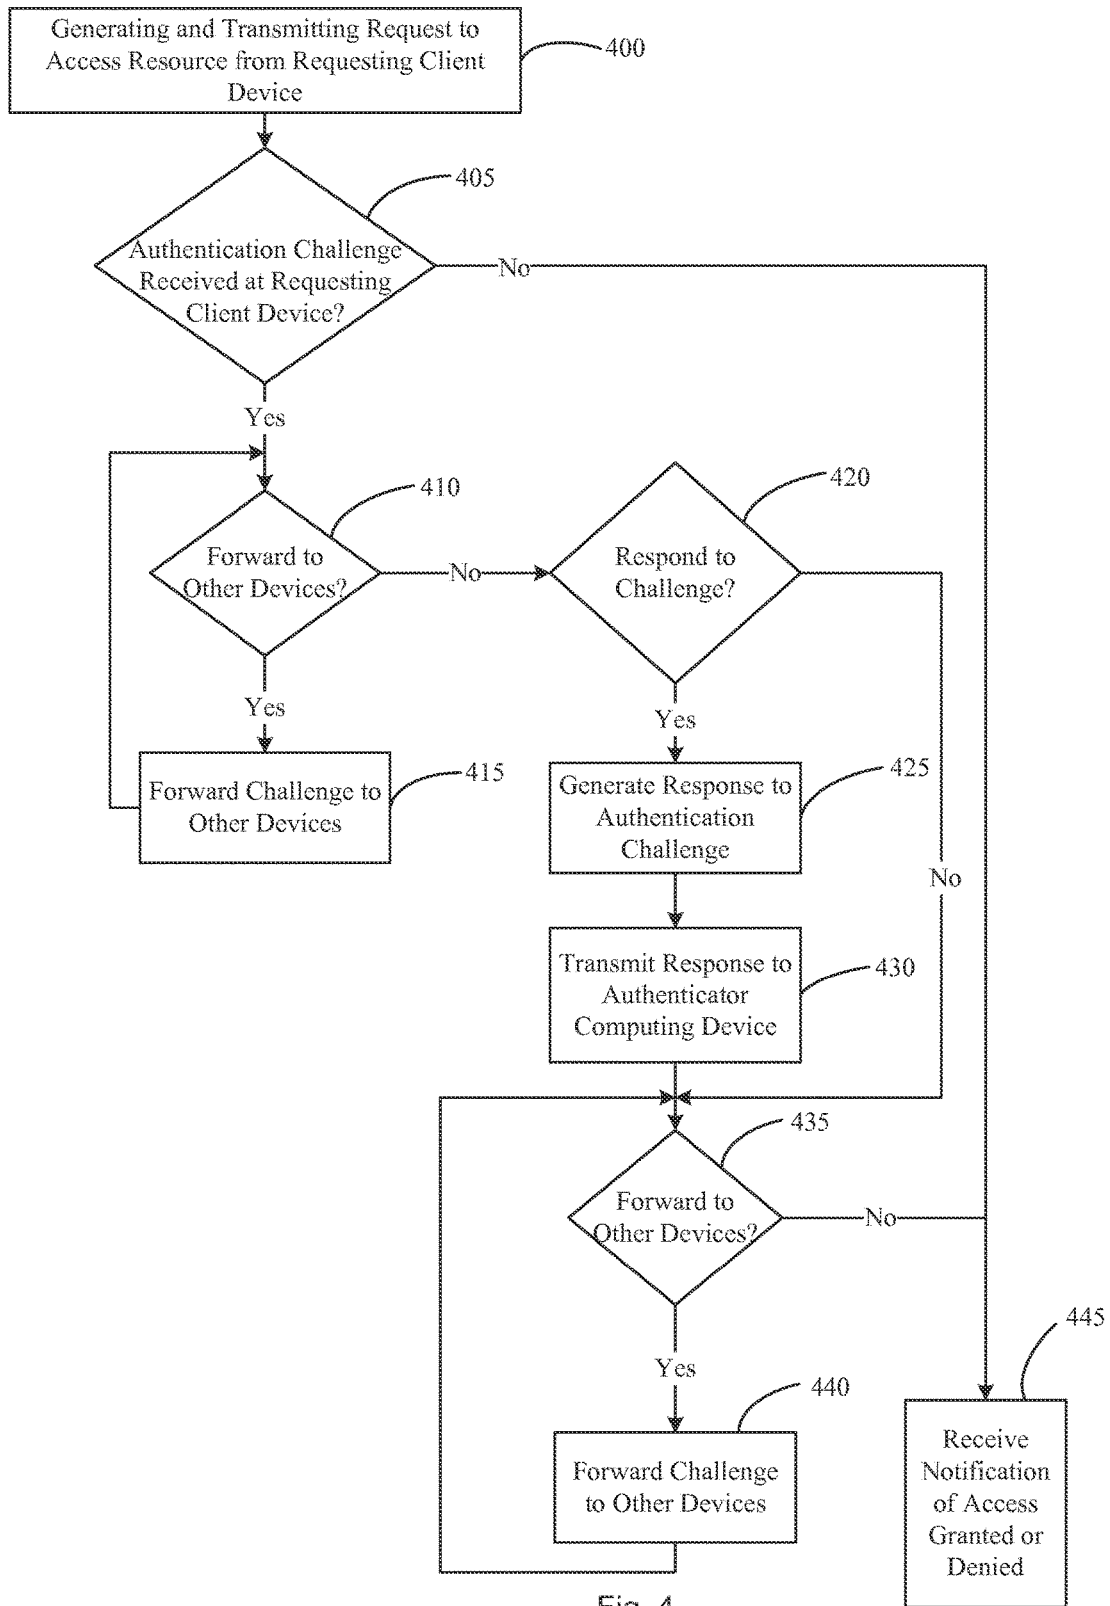 Generating and Transmitting Request to
Access Resource from Requesting Client
Device
400
405
Authentication Challenge
Received at Requesting
Client Device?
No
Yes
410
Forward to
Other Devices?
No
420
Respond to
Challenge?
Yes
Yes
415
Forward Challenge to
Other Devices
425
Generate Response to
Authentication
Challenge
No
430
Transmit Response to
Authenticator
Computing Device
435
Forward to
Other Devices?
No
Yes
440
Forward Challenge
to Other Devices
445
Receive
Notification
of Access
Granted or
Denied
Fig. 4